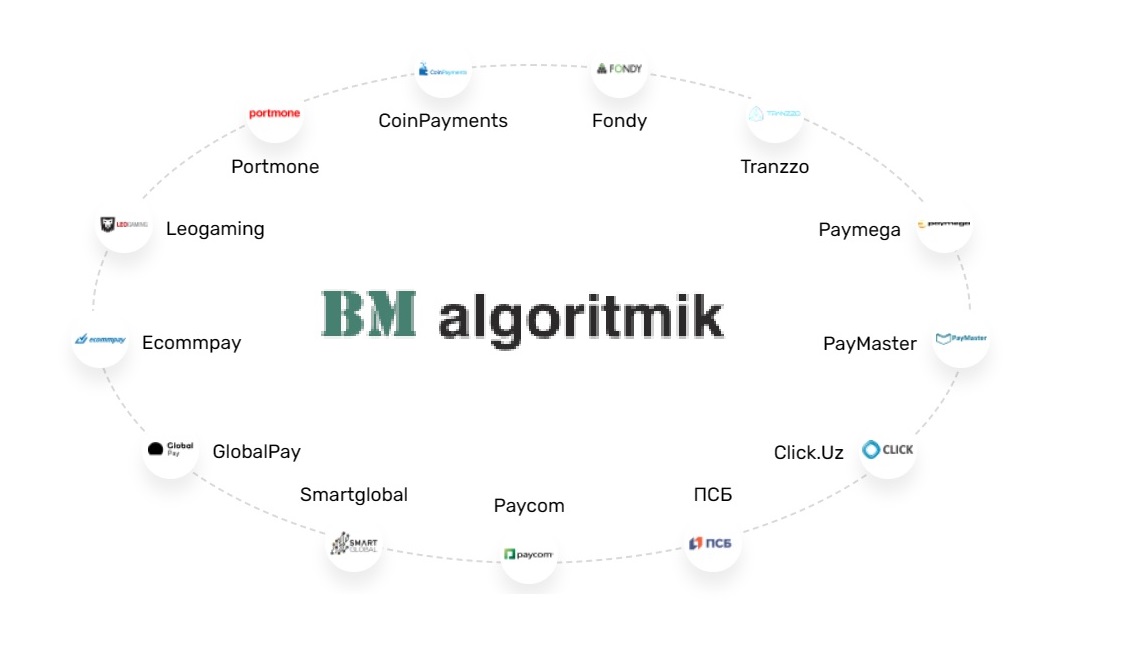 CoinPayments
FONDY
CoinPayments
Fondy
portmone
TRANZZO
Portmone
Tranzzo
LEOGAMING
Leogaming
Paymega
paymega
BM algoritmik
ecommpay
Ecommpay
PayMaster
PayMaster
Global
Pay
GlobalPay
Click.Uz
CLICK
Smartglobal
Paycom
ПСБ
SMART
GLOBAL
paycom
ПСБ